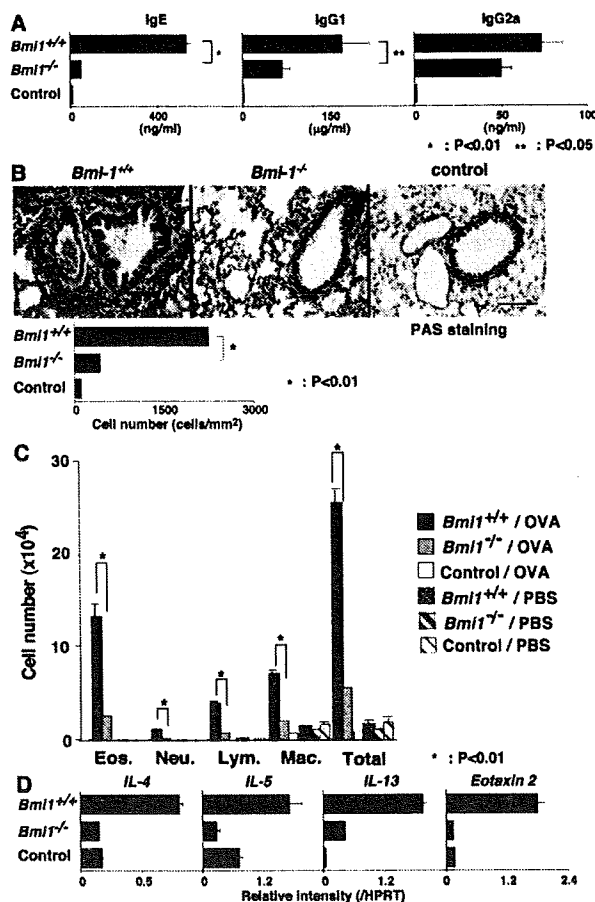 A
IgE IgG1 IgG2a
Bmi1+/+
Bmi1-/-
Control
* **
0 400 0 150 0 50 100
(ng/ml) (µg/ml) (ng/ml)
* : P<0.01 ** : P<0.05
B
Bmi-1+/+ Bmi-1-/- control
PAS staining
Bmi1+/+
Bmi1-/-
Control
*
* : P<0.01
0 1500 3000
Cell number (cells/mm2)
C
Cell number (x104)
30
20
10
0
* * * * *
Eos. Neu. Lym. Mac. Total
Bmi1+/+ / OVA
Bmi1-/- / OVA
Control / OVA
Bmi1+/+ / PBS
Bmi1-/- / PBS
Control / PBS
* : P<0.01
D
IL-4 IL-5 IL-13 Eotaxin 2
Bmi1+/+
Bmi1-/-
Control
0 0.5 0 1.2 0 1.2 0 1.2 2.4
Relative intensity (/HPRT)